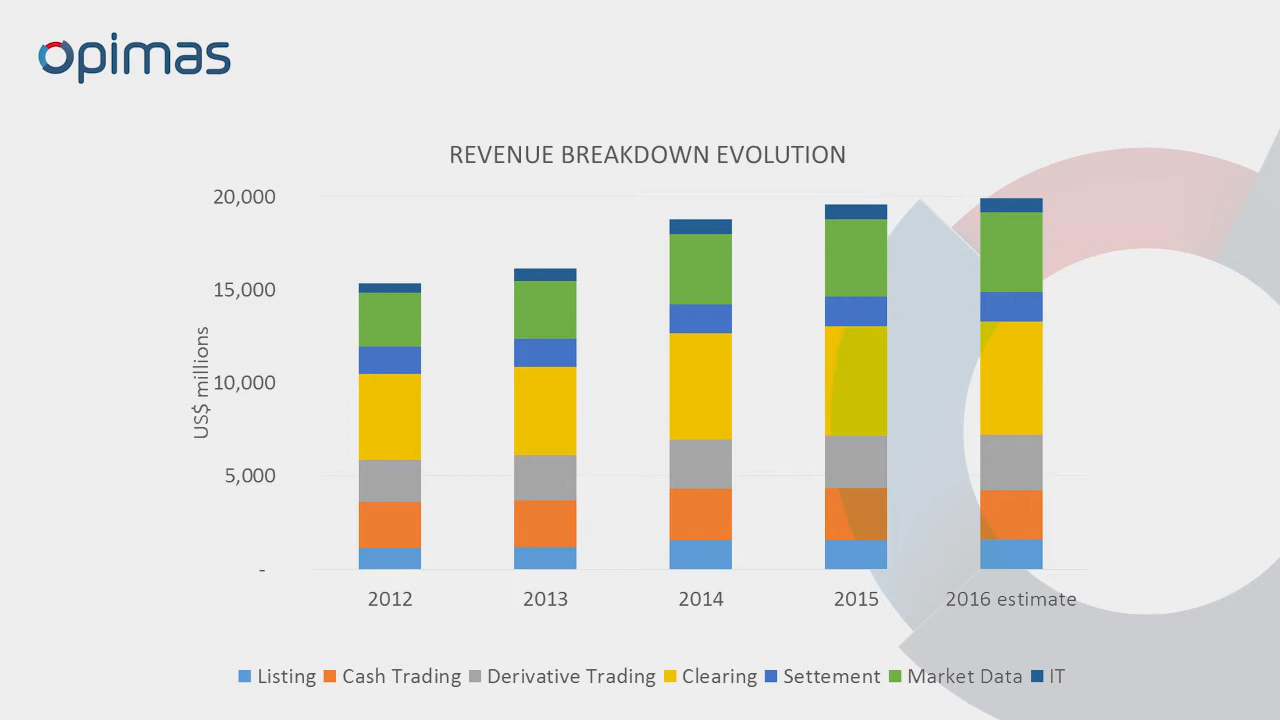 opimas
REVENUE BREAKDOWN EVOLUTION
20,000
15,000
10,000
5,000
-
US$ millions
2012 2013 2014 2015 2016 estimate
Listing Cash Trading Derivative Trading Clearing Settement Market Data IT